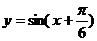 y = sin( x + π/6 )